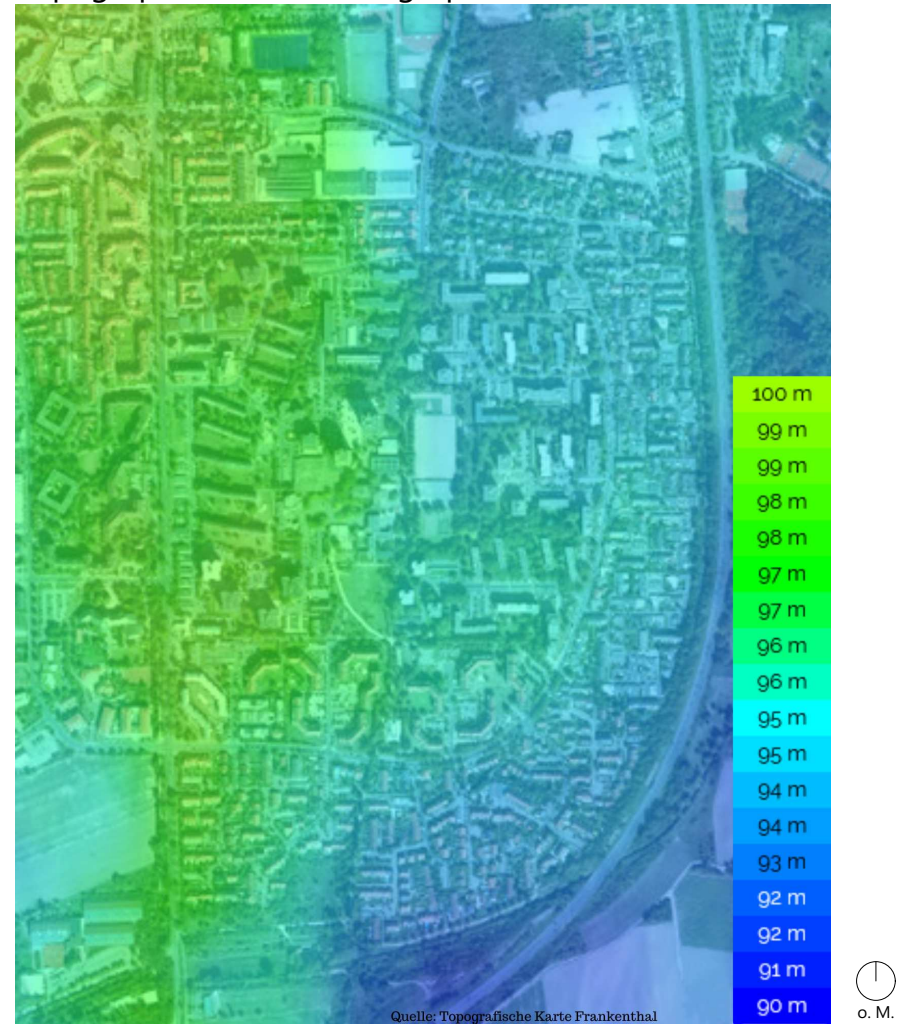 100 m
99 m
99 m
98 m
98 m
97 m
97 m
96 m
96 m
95 m
95 m
94 m
94 m
93 m
92 m
92 m
91 m
90 m
o. M.
Quelle: Topografische Karte Frankenthal